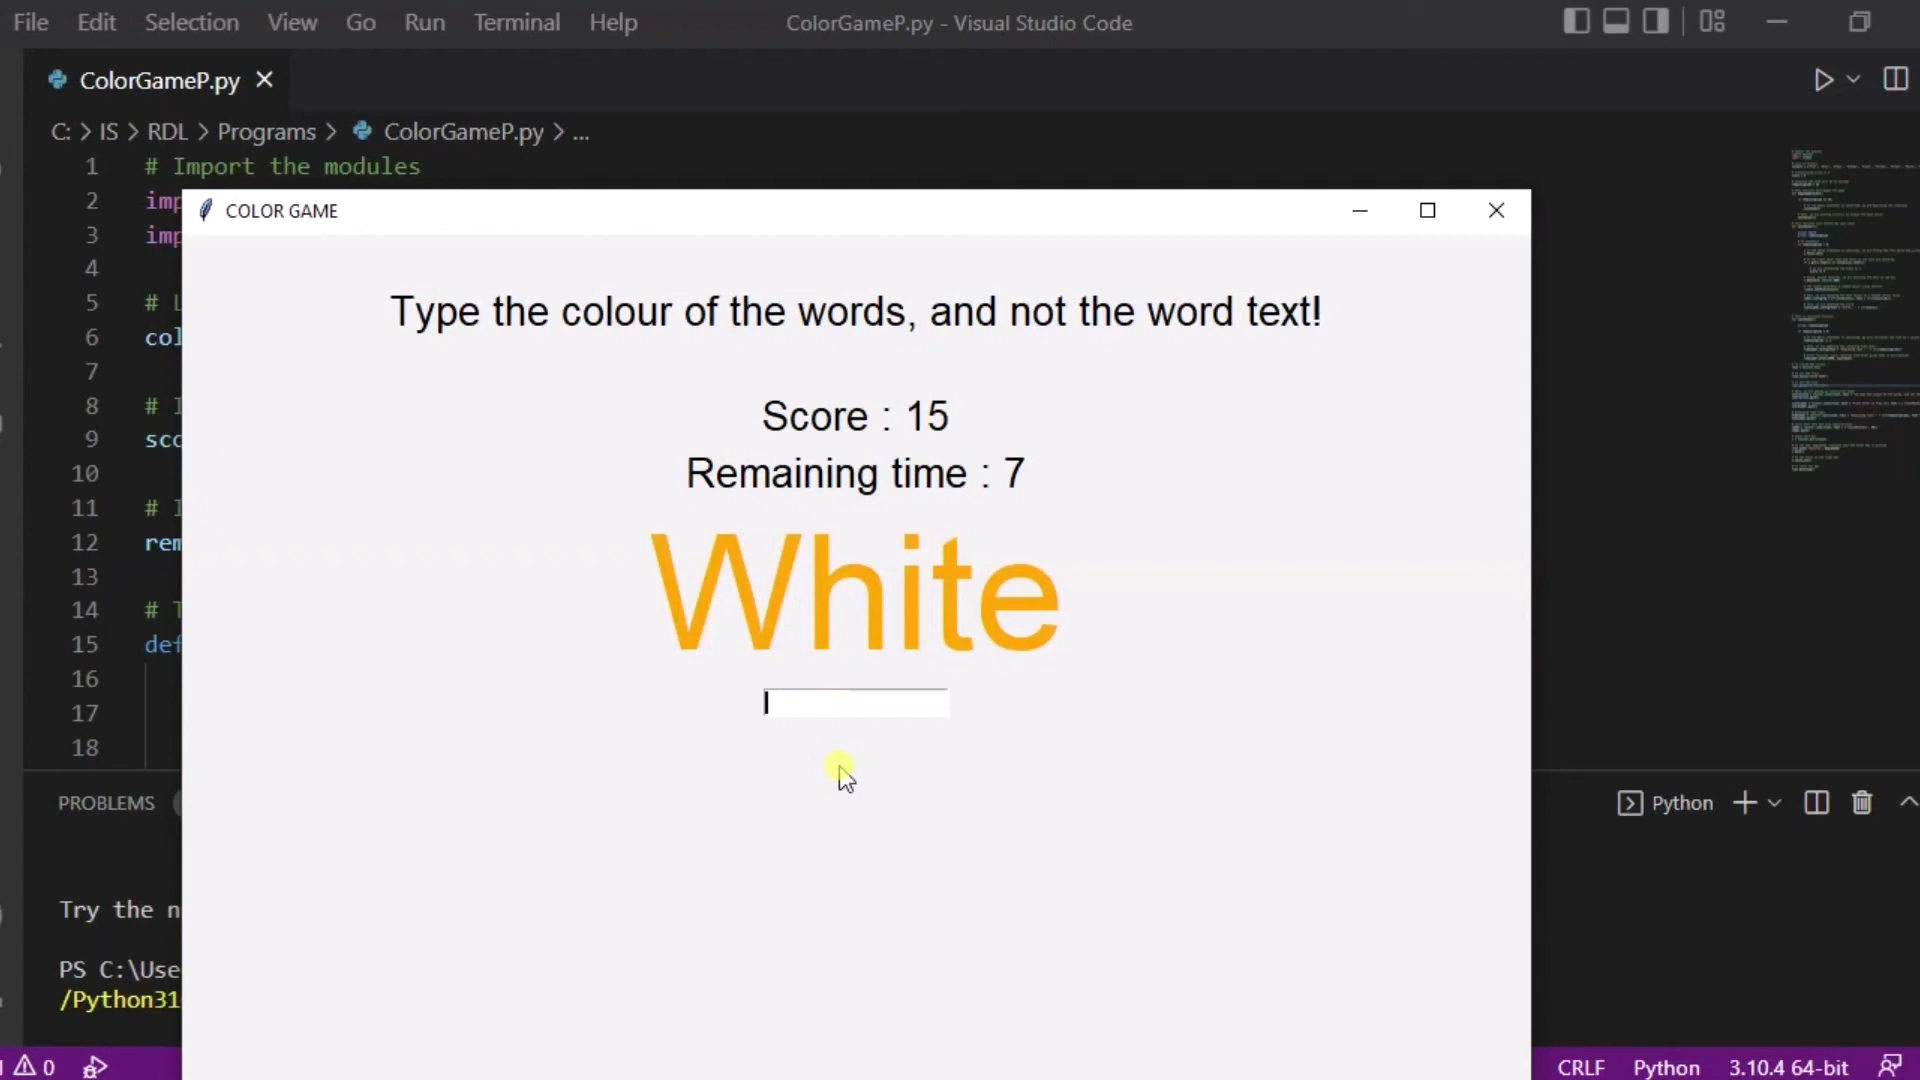 File Edit Selection View Go Run Terminal Help ColorGameP.py - Visual Studio Code
ColorGameP.py
C: > IS > RDL > Programs > ColorGameP.py > ...
1 # Import the modules
2 imp
3 imp
4
5 # L
6 col
7
8 # I
9 sco
10
11 # I
12 rem
13
14 # T
15 def
16
17
18
COLOR GAME
Type the colour of the words, and not the word text!
Score : 15
Remaining time : 7
White
PROBLEMS
Python
Try the n
PS C:\Use
/Python31
0 CRLF Python 3.10.4 64-bit